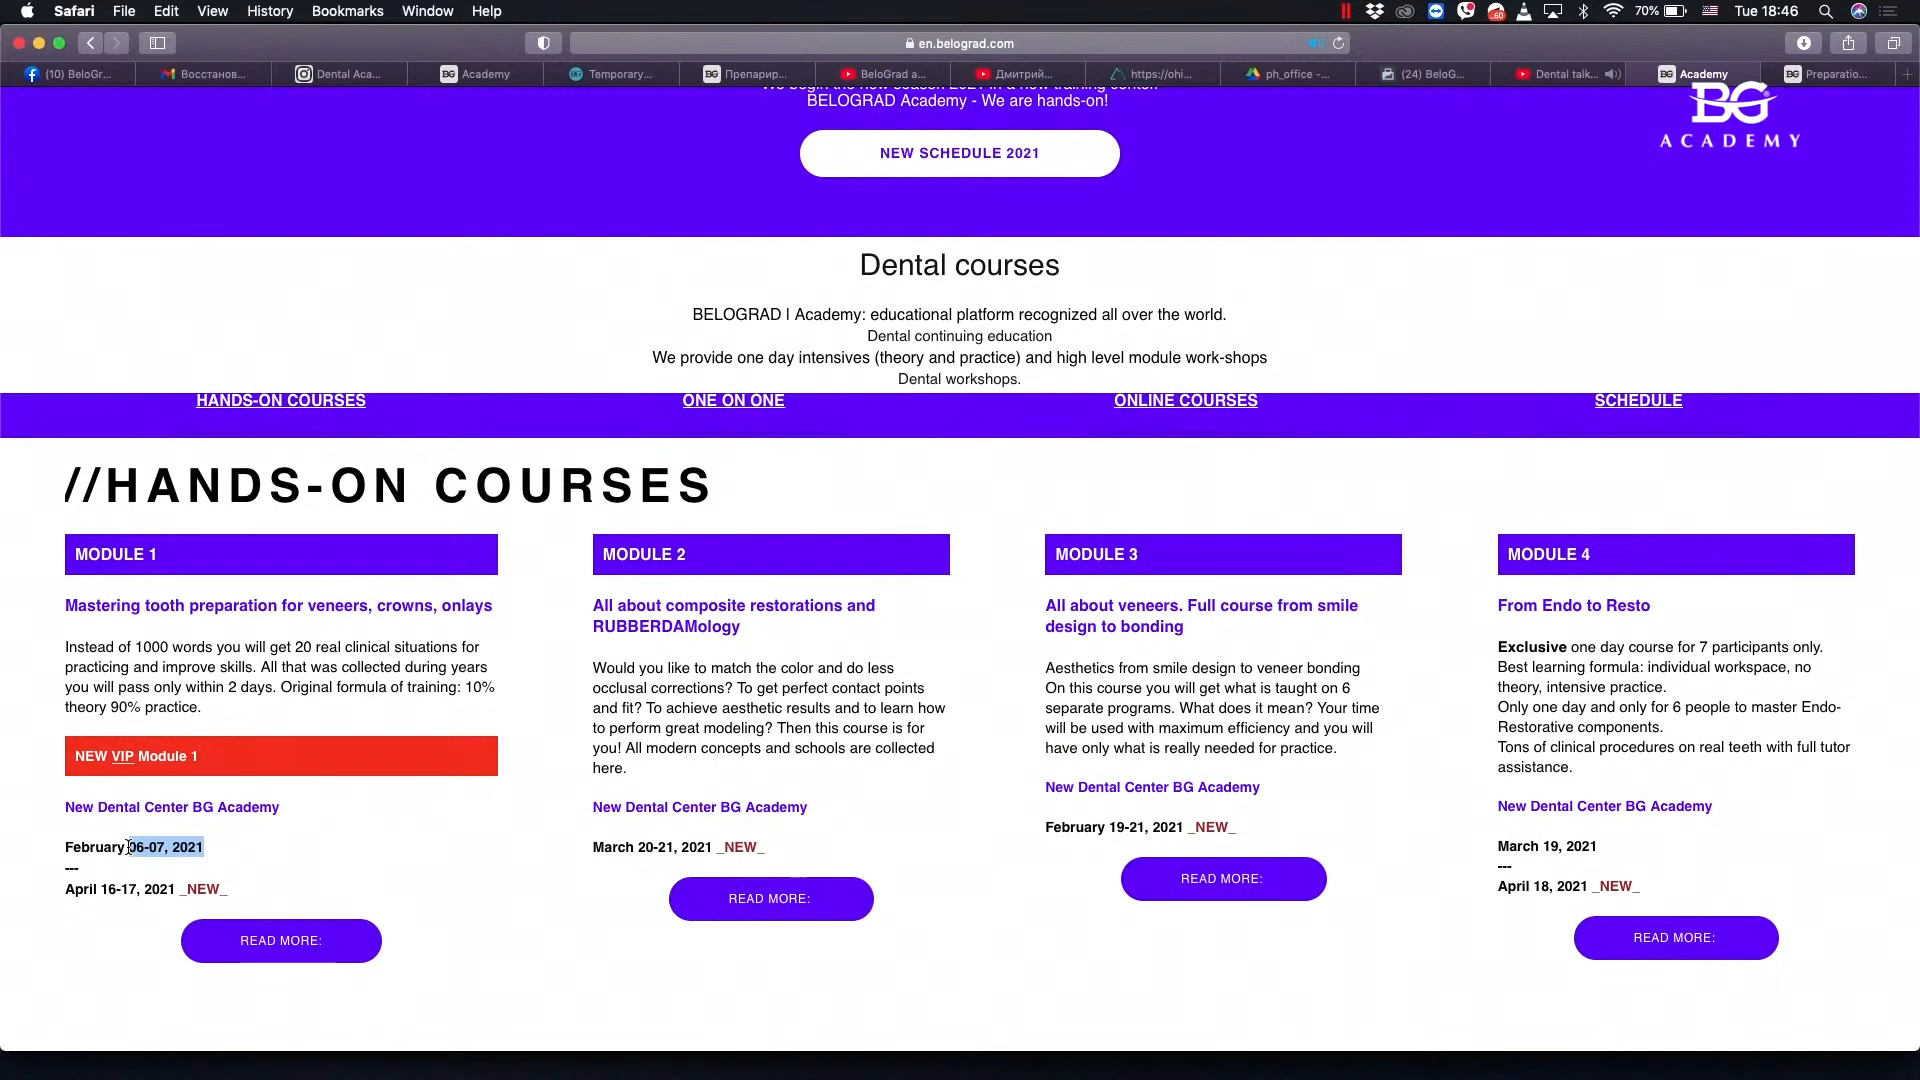 Safari File Edit View History Bookmarks Window Help
60
70%
Tue 18:46
en.belograd.com
(10) BeloGr...
Восстанов...
Dental Aca...
BG Academy
Temporary...
BG Препарир...
BeloGrad a...
Дмитрий...
https://ohi...
ph_office -...
(24) BeloG...
Dental talk...
BG Academy
BG Preparatio...
We begin the new season 2021 in a new training center.
BELOGRAD Academy - We are hands-on!
BG
ACADEMY
NEW SCHEDULE 2021
Dental courses
BELOGRAD | Academy: educational platform recognized all over the world.
Dental continuing education
We provide one day intensives (theory and practice) and high level module work-shops
Dental workshops.
HANDS-ON COURSES
ONE ON ONE
ONLINE COURSES
SCHEDULE
//HANDS-ON COURSES
MODULE 1
Mastering tooth preparation for veneers, crowns, onlays
Instead of 1000 words you will get 20 real clinical situations for
practicing and improve skills. All that was collected during years
you will pass only within 2 days. Original formula of training: 10%
theory 90% practice.
NEW VIP Module 1
New Dental Center BG Academy
February 06-07, 2021
---
April 16-17, 2021 _NEW_
READ MORE:
MODULE 2
All about composite restorations and
RUBBERDAMology
Would you like to match the color and do less
occlusal corrections? To get perfect contact points
and fit? To achieve aesthetic results and to learn how
to perform great modeling? Then this course is for
you! All modern concepts and schools are collected
here.
New Dental Center BG Academy
March 20-21, 2021 _NEW_
READ MORE:
MODULE 3
All about veneers. Full course from smile
design to bonding
Aesthetics from smile design to veneer bonding
On this course you will get what is taught on 6
separate programs. What does it mean? Your time
will be used with maximum efficiency and you will
have only what is really needed for practice.
New Dental Center BG Academy
February 19-21, 2021 _NEW_
READ MORE:
MODULE 4
From Endo to Resto
Exclusive one day course for 7 participants only.
Best learning formula: individual workspace, no
theory, intensive practice.
Only one day and only for 6 people to master Endo-
Restorative components.
Tons of clinical procedures on real teeth with full tutor
assistance.
New Dental Center BG Academy
March 19, 2021
---
April 18, 2021 _NEW_
READ MORE: